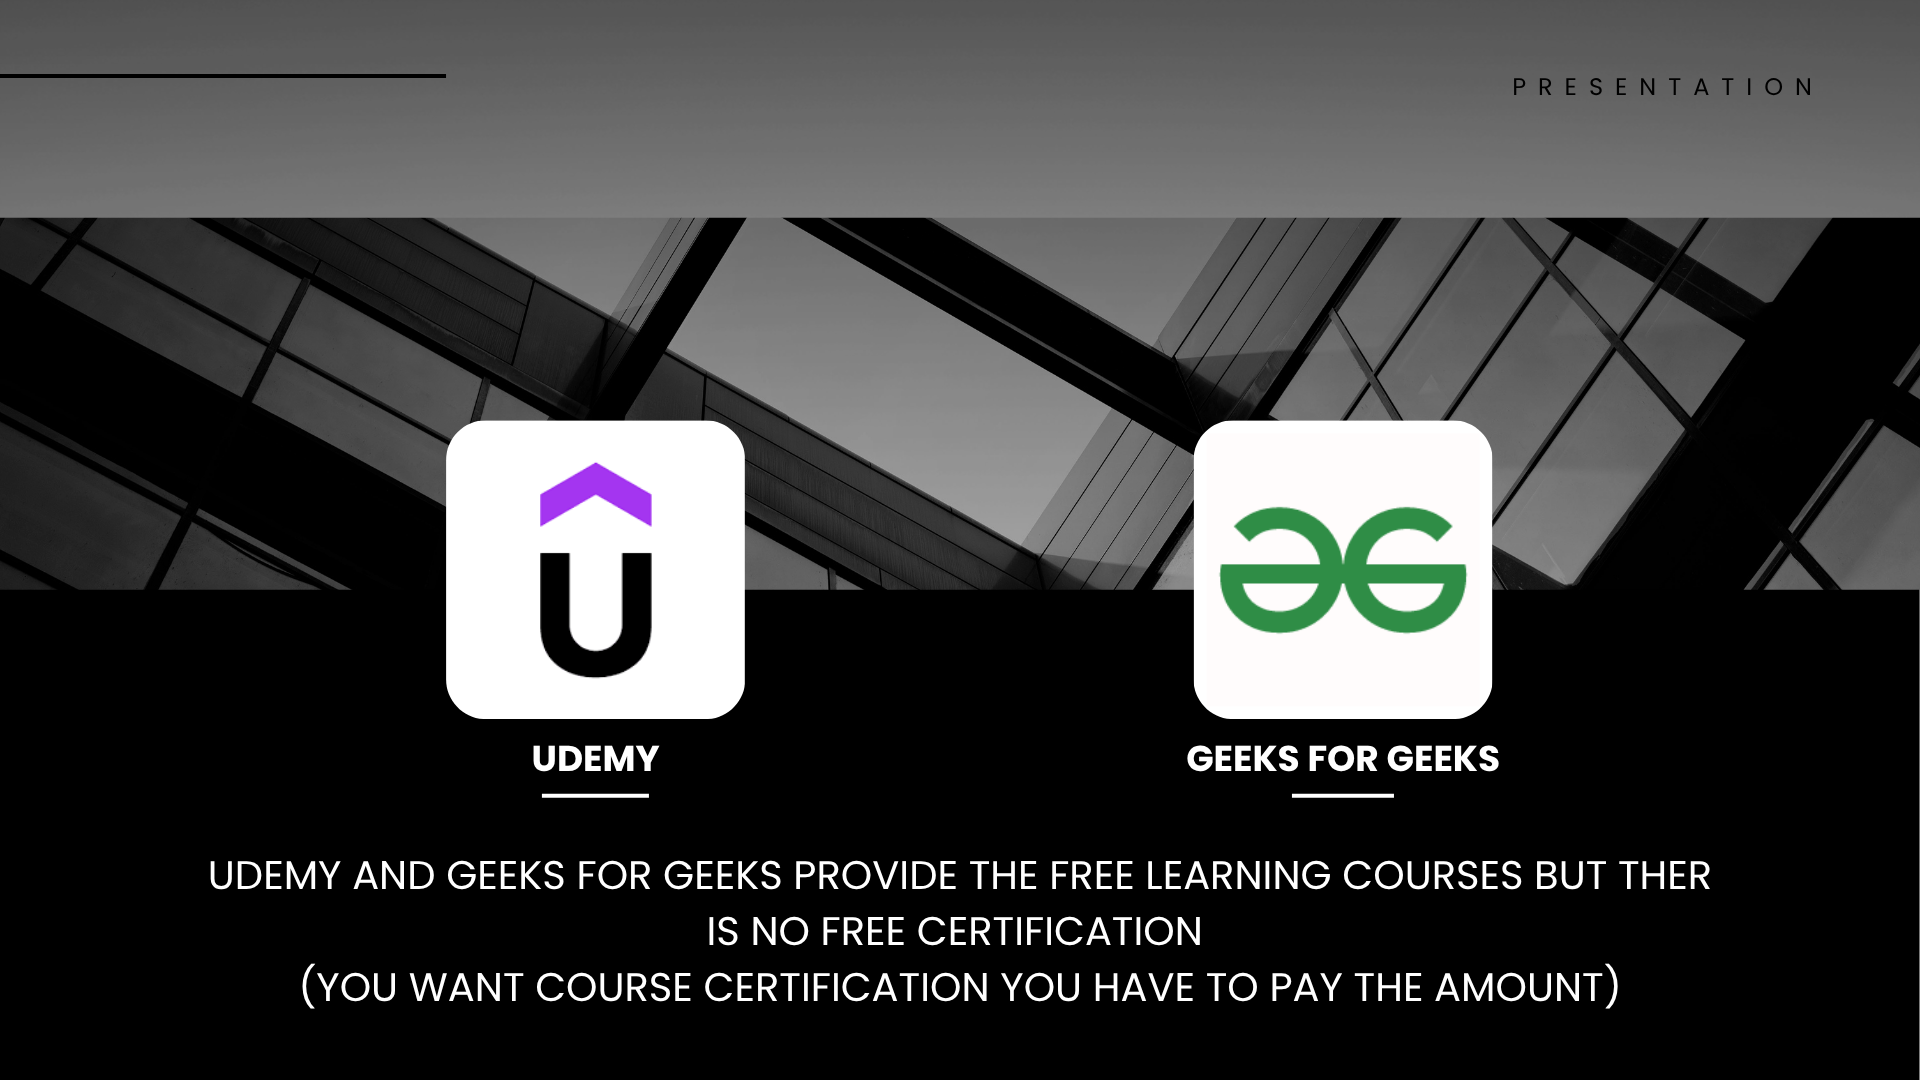 PRESENTATION
UDEMY
GEEKS FOR GEEKS
UDEMY AND GEEKS FOR GEEKS PROVIDE THE FREE LEARNING COURSES BUT THER
IS NO FREE CERTIFICATION
(YOU WANT COURSE CERTIFICATION YOU HAVE TO PAY THE AMOUNT)